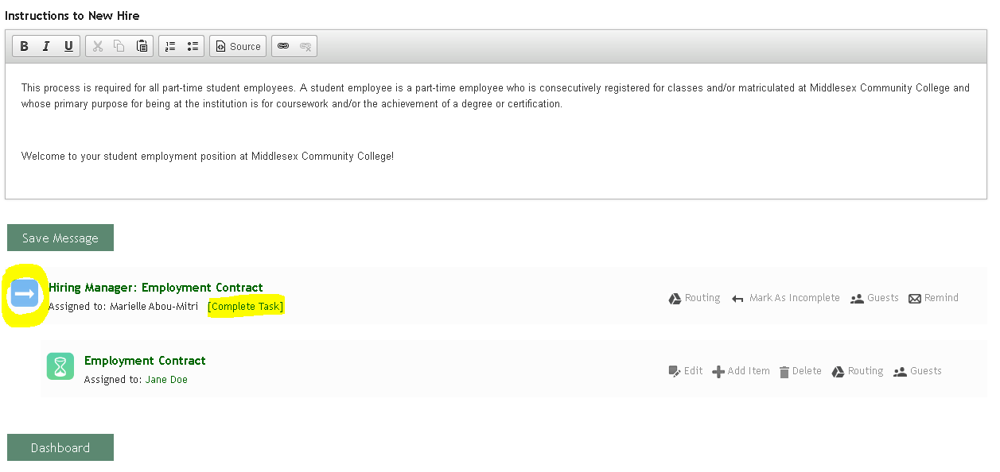 Instructions to New Hire
B I U Source
This process is required for all part-time student employees. A student employee is a part-time employee who is consecutively registered for classes and/or matriculated at Middlesex Community College and
whose primary purpose for being at the institution is for coursework and/or the achievement of a degree or certification.
Welcome to your student employment position at Middlesex Community College!
Save Message
Hiring Manager: Employment Contract
Assigned to: Marielle Abou-Mitri [Complete Task]
Routing Mark As Incomplete Guests Remind
Employment Contract
Assigned to: Jane Doe
Edit Add Item Delete Routing Guests
Dashboard